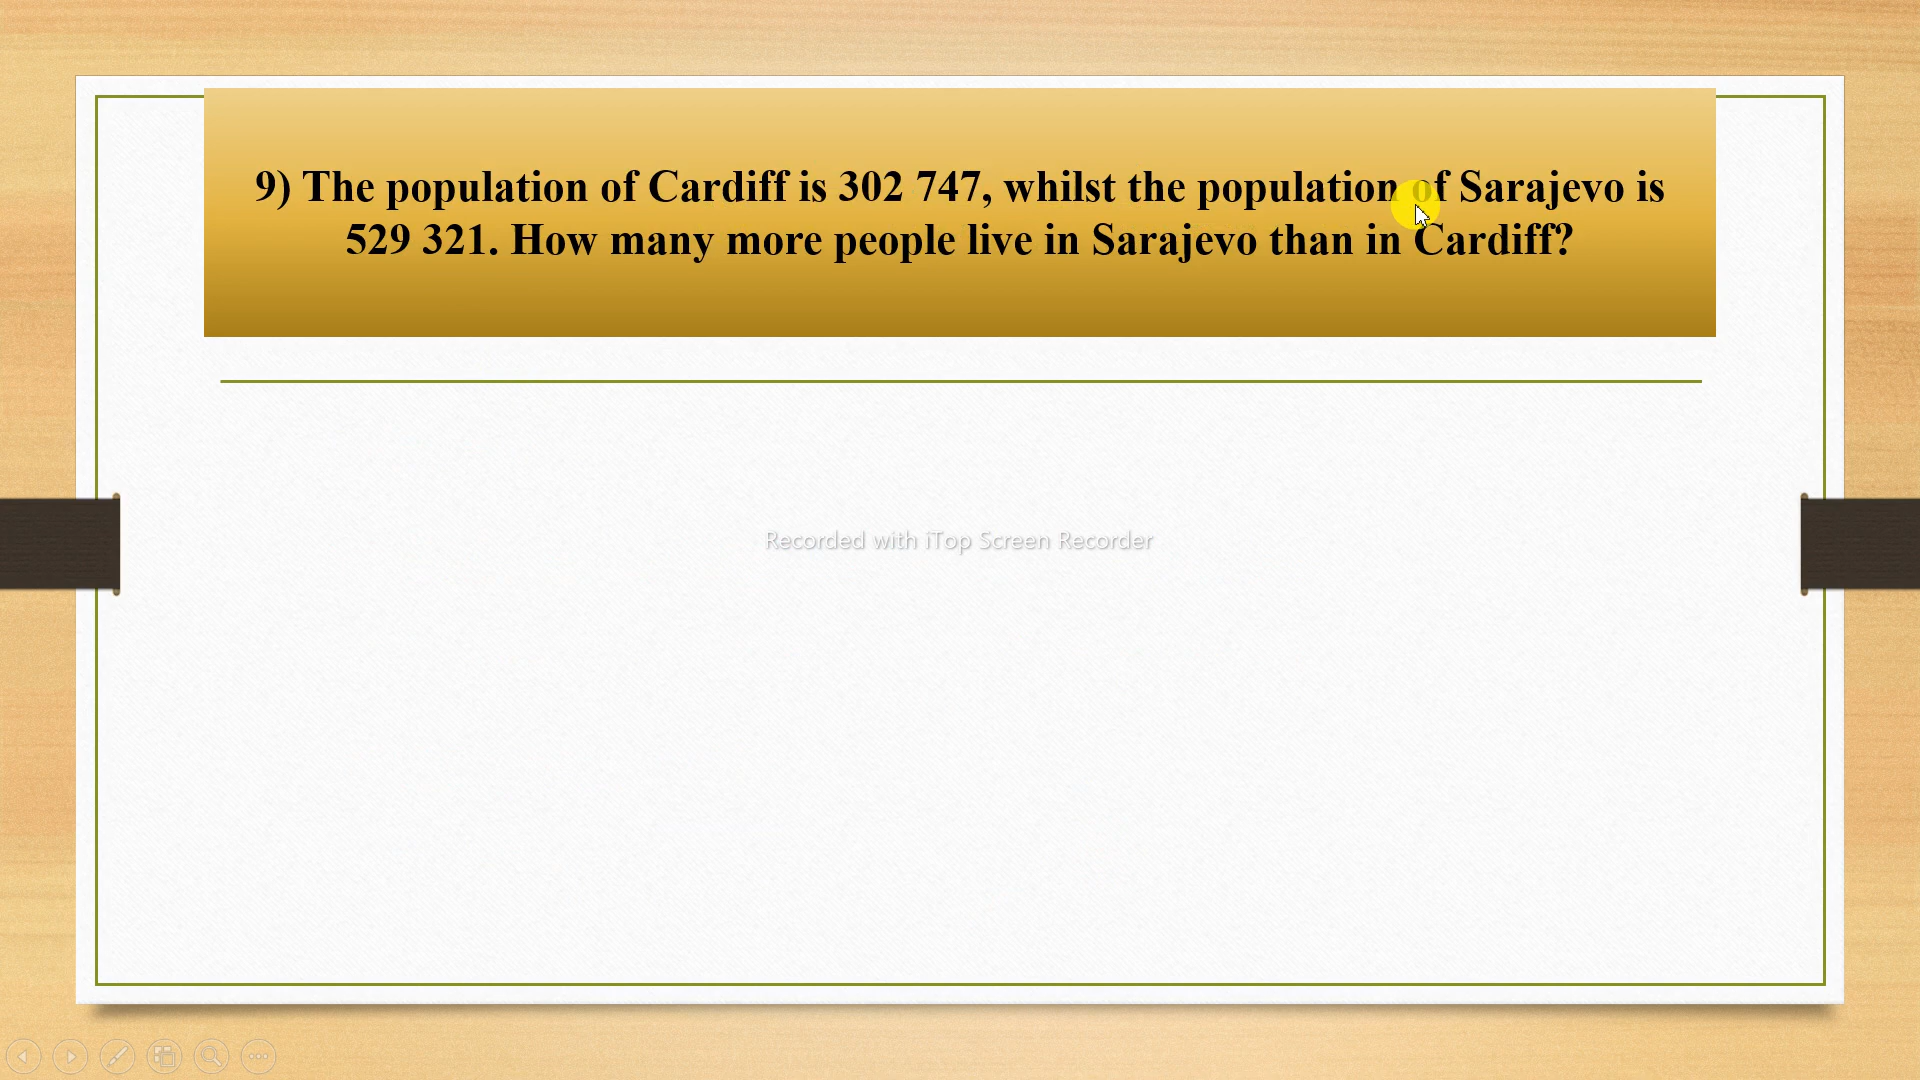 9) The population of Cardiff is 302 747, whilst the population of Sarajevo is
529 321. How many more people live in Sarajevo than in Cardiff?
Recorded with iTop Screen Recorder